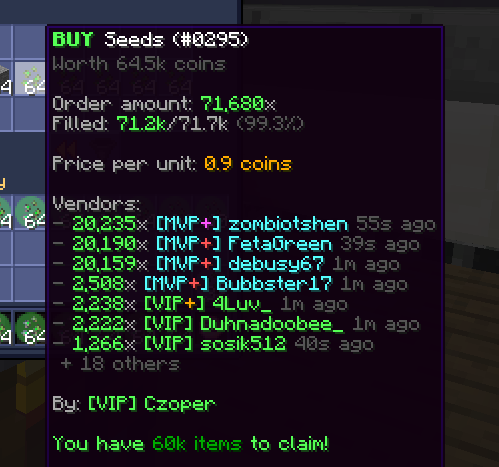 BUY Seeds (#0295)
Worth 64.5k coins
Order amount: 71,680x
Filled: 71.2k/71.7k (99.3%)
Price per unit: 0.9 coins
Vendors:
- 20,235x [MVP+] zombiotshen 55s ago
- 20,190x [MVP+] FetaGreen 39s ago
- 20,159x [MVP+] debusy67 1m ago
- 2,508x [MVP+] Bubbster17 1m ago
- 2,238x [VIP+] 4Luv_ 1m ago
- 2,222x [VIP] Duhnadoobee_ 1m ago
- 1,266x [VIP] sosik512 40s ago
+ 18 others
By: [VIP] Czoper
You have 60k items to claim!